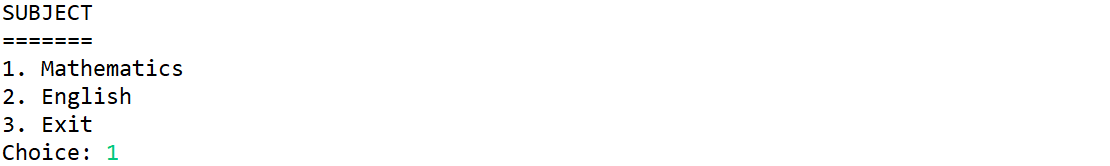 SUBJECT
=======
1. Mathematics
2. English
3. Exit
Choice: 1